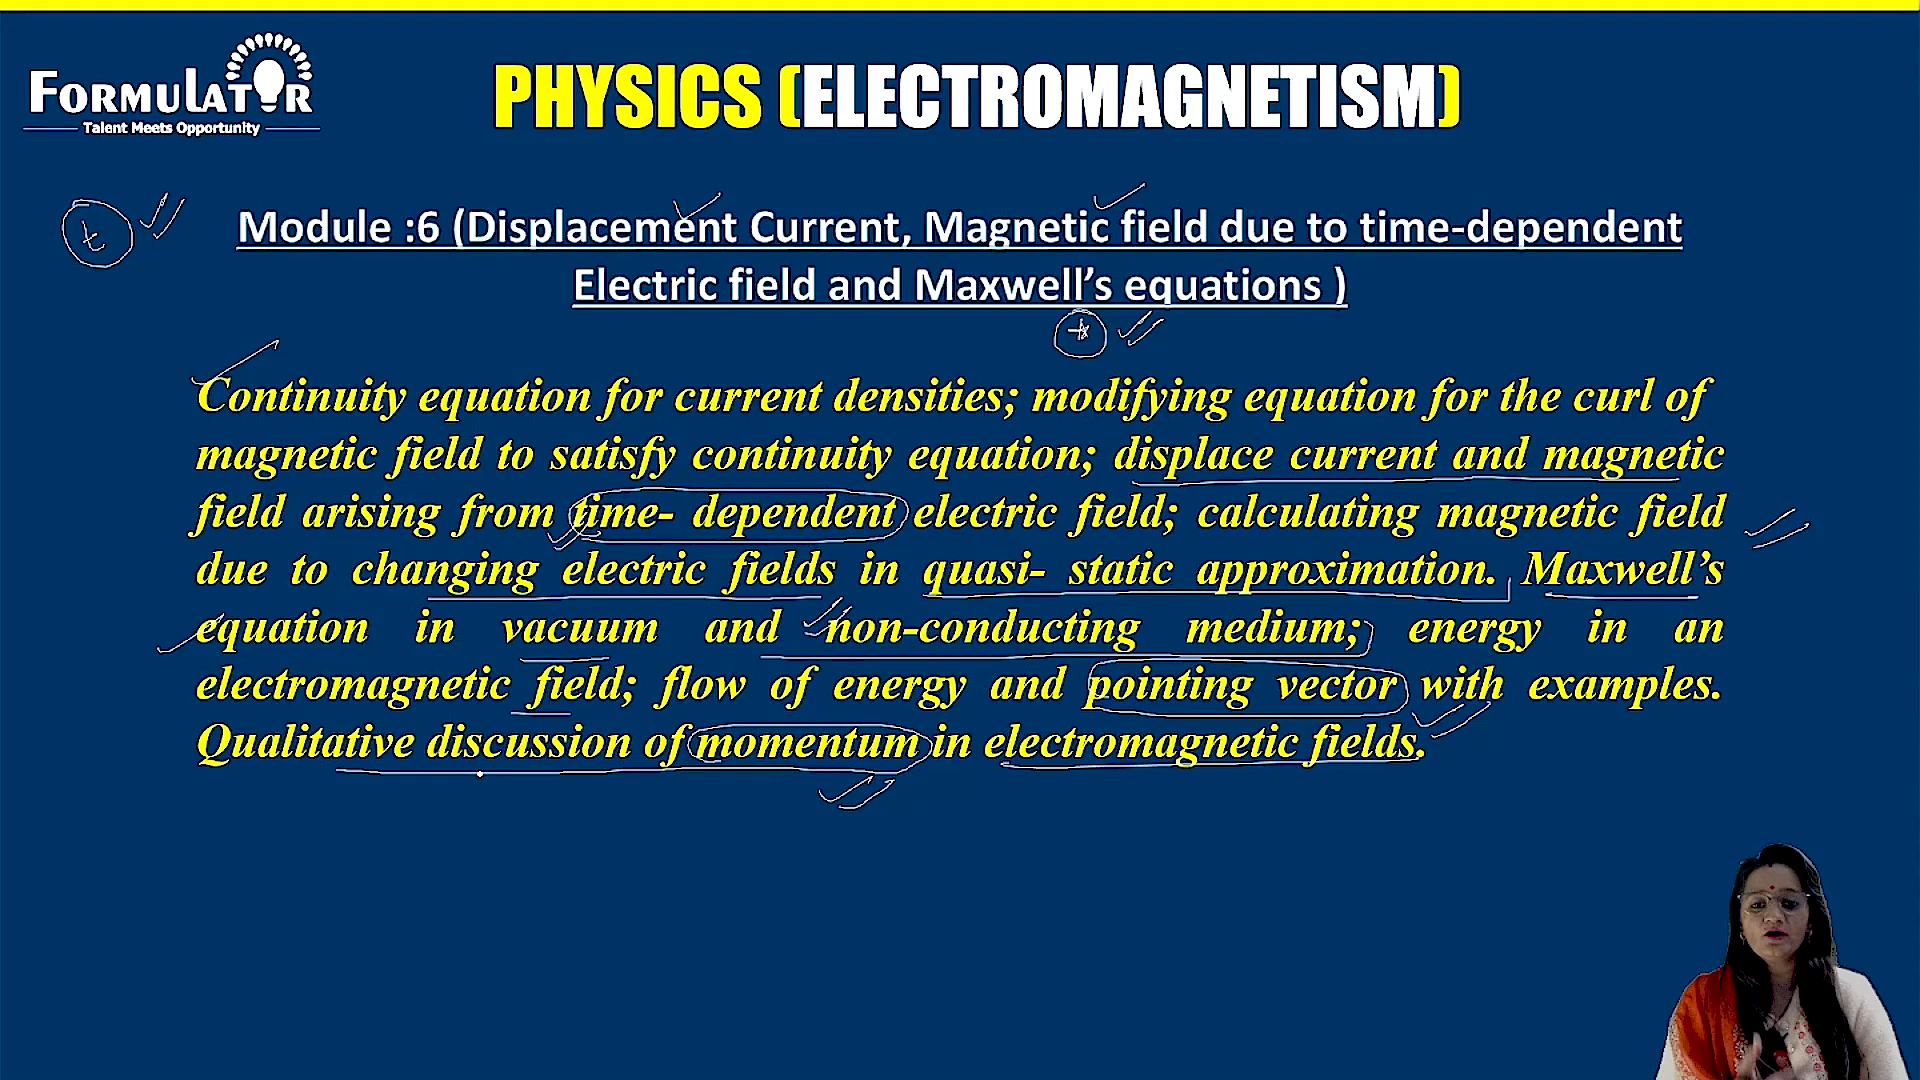 FORMULATOR
Talent Meets Opportunity
PHYSICS (ELECTROMAGNETISM)
t
Module :6 (Displacement Current, Magnetic field due to time-dependent
Electric field and Maxwell’s equations )
Continuity equation for current densities; modifying equation for the curl of
magnetic field to satisfy continuity equation; displace current and magnetic
field arising from time- dependent electric field; calculating magnetic field
due to changing electric fields in quasi- static approximation. Maxwell’s
equation in vacuum and non-conducting medium; energy in an
electromagnetic field; flow of energy and pointing vector with examples.
Qualitative discussion of momentum in electromagnetic fields.